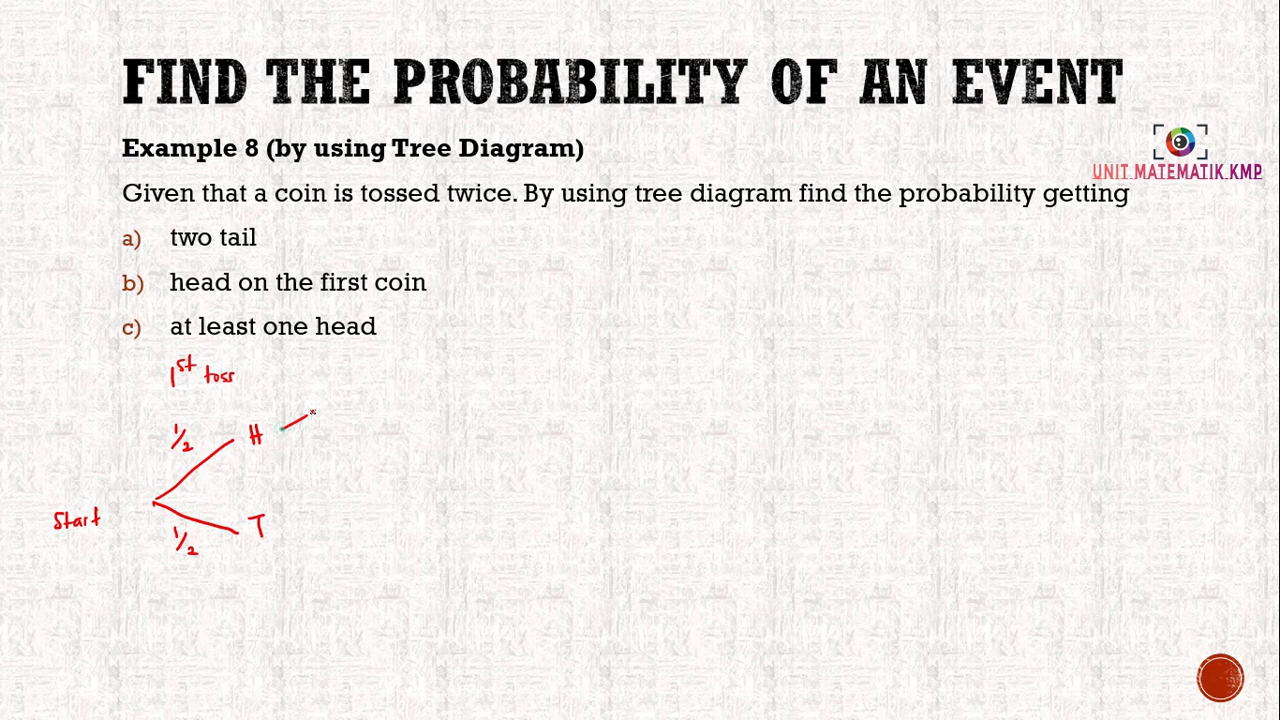 FIND THE PROBABILITY OF AN EVENT
Example 8 (by using Tree Diagram)
UNIT.MATEMATIK.KMP
Given that a coin is tossed twice. By using tree diagram find the probability getting
a) two tail
b) head on the first coin
c) at least one head
1st toss
1/2 H
Start
1/2 T